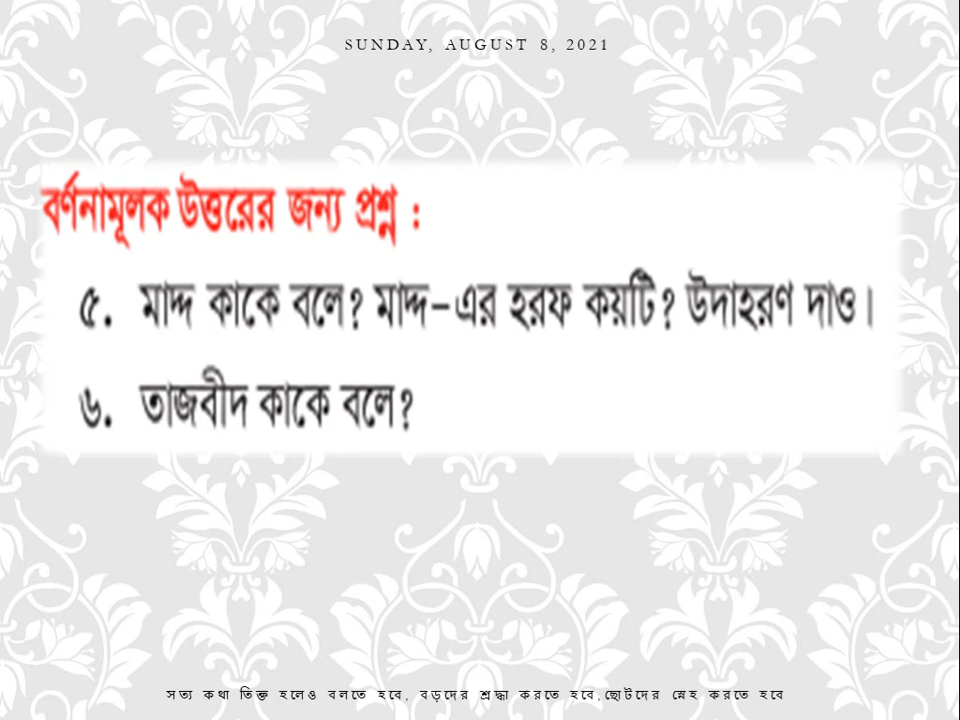 SUNDAY, AUGUST 8, 2021
বর্ণনামূলক উত্তরের জন্য প্রশ্ন :
৫. মাদ্দ কাকে বলে? মাদ্দ-এর হরফ কয়টি? উদাহরণ দাও।
৬. তাজবীদ কাকে বলে?
সত্য কথা তিক্ত হলেও বলতে হবে, বড়দের শ্রদ্ধা করতে হবে,ছোটদের স্নেহ করতে হবে